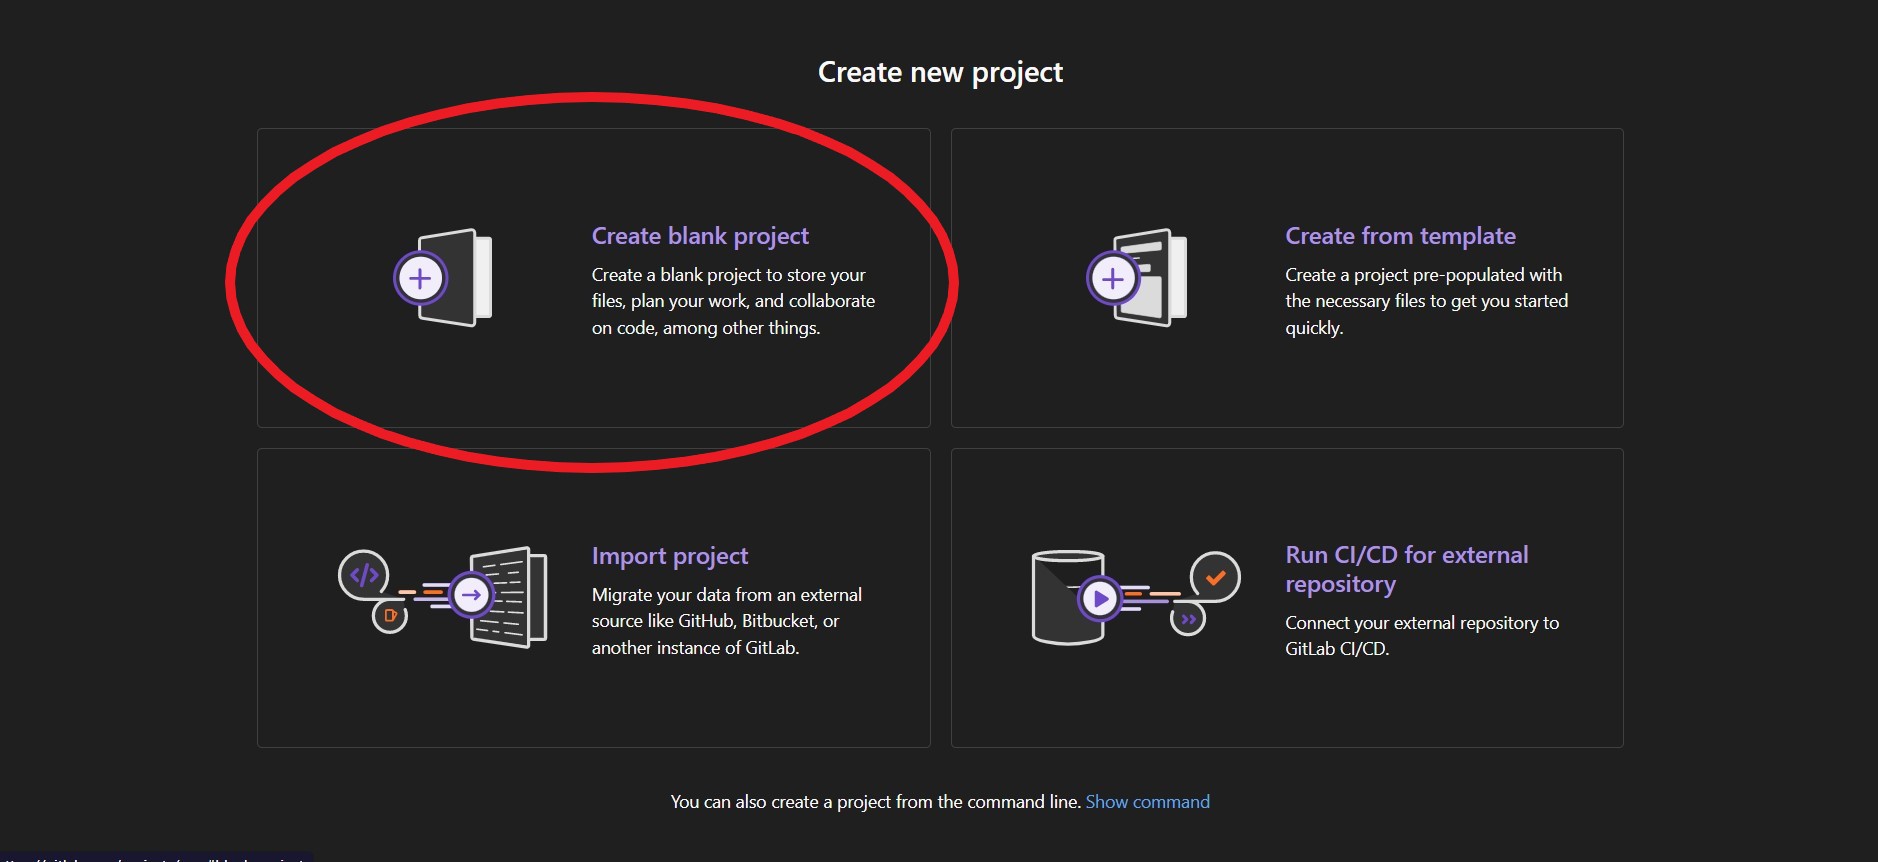 Create new project
Create blank project
Create a blank project to store your
files, plan your work, and collaborate
on code, among other things.
Create from template
Create a project pre-populated with
the necessary files to get you started
quickly.
Import project
Migrate your data from an external
source like GitHub, Bitbucket, or
another instance of GitLab.
Run CI/CD for external
repository
Connect your external repository to
GitLab CI/CD.
You can also create a project from the command line. Show command